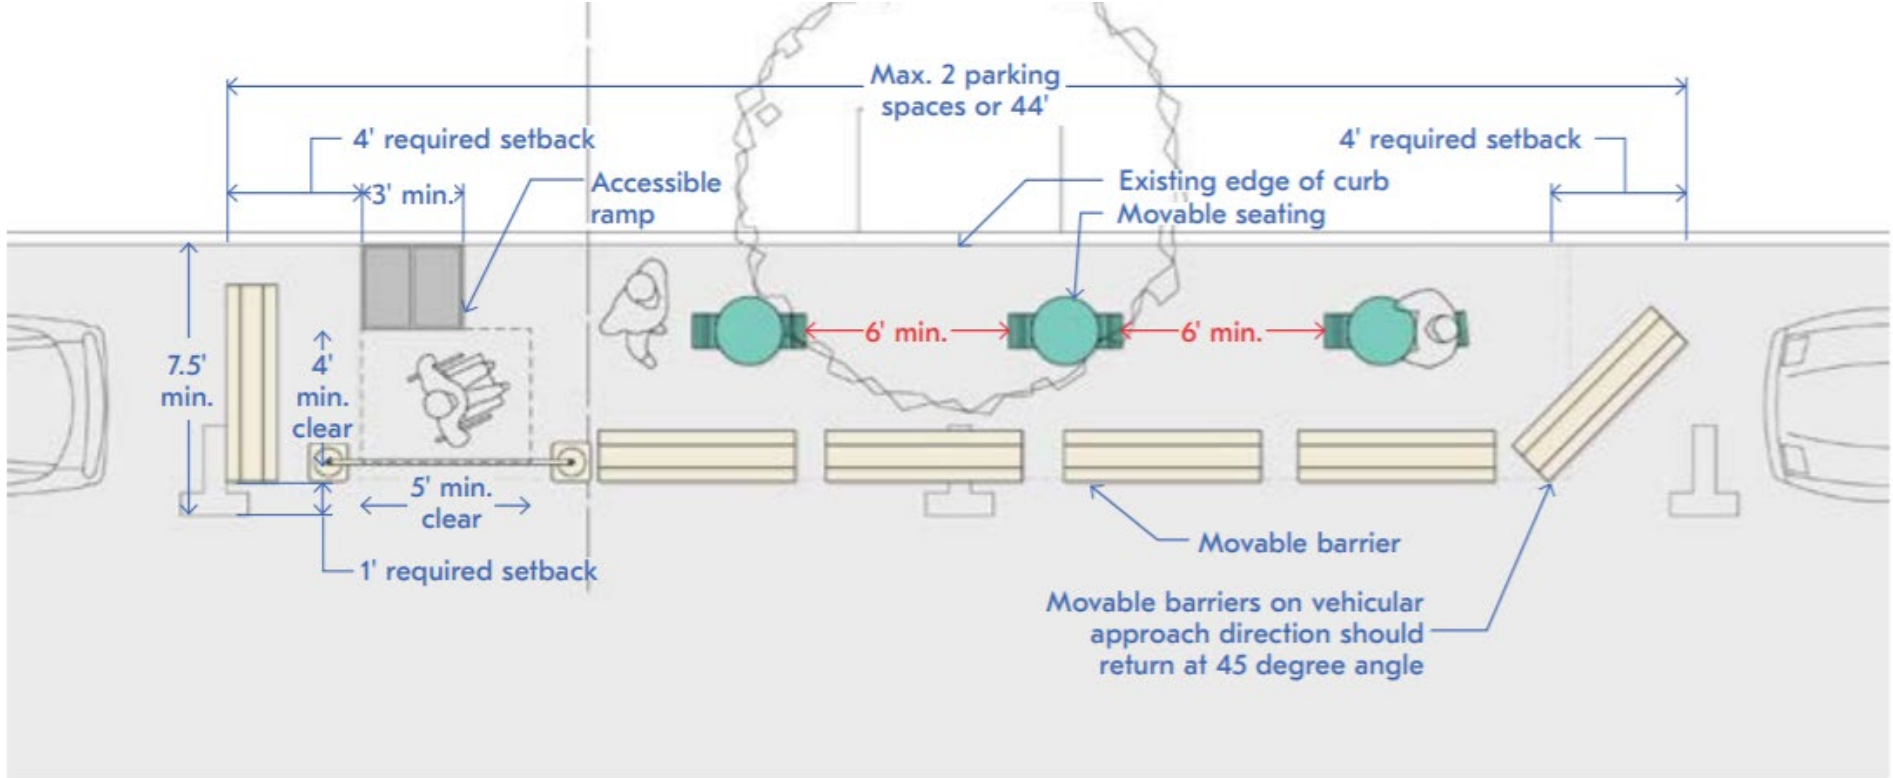 Max. 2 parking
spaces or 44'
4' required setback
4' required setback
3' min.
Accessible
ramp
Existing edge of curb
Movable seating
7.5'
min.
4'
min.
clear
6' min.
6' min.
5' min.
clear
1' required setback
Movable barrier
Movable barriers on vehicular
approach direction should
return at 45 degree angle